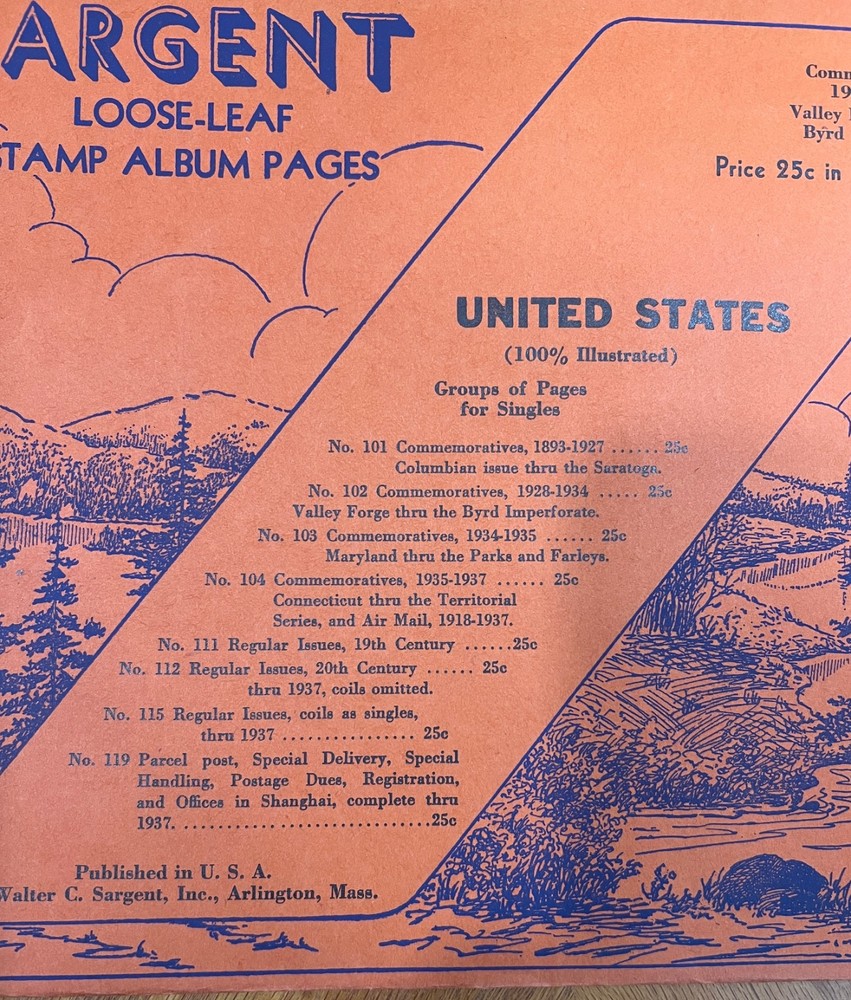 ARGENT
LOOSE-LEAF
STAMP ALBUM PAGES
Comm
19
Valley
Byrd
Price 25c in
UNITED STATES
(100% Illustrated)
Groups of Pages
for Singles
No. 101 Commemoratives, 1893-1927 ...... 25c
Columbian issue thru the Saratoga.
No. 102 Commemoratives, 1928-1934 ..... 25c
Valley Forge thru the Byrd Imperforate.
No. 103 Commemoratives, 1934-1935 ...... 25c
Maryland thru the Parks and Farleys.
No. 104 Commemoratives, 1935-1937 ...... 25c
Connecticut thru the Territorial
Series, and Air Mail, 1918-1937.
No. 111 Regular Issues, 19th Century ......25c
No. 112 Regular Issues, 20th Century ...... 25c
thru 1937, coils omitted.
No. 115 Regular Issues, coils as singles,
thru 1937 ................ 25c
No. 119 Parcel post, Special Delivery, Special
Handling, Postage Dues, Registration,
and Offices in Shanghai, complete thru
1937. .............................25c
Published in U. S. A.
Walter C. Sargent, Inc., Arlington, Mass.